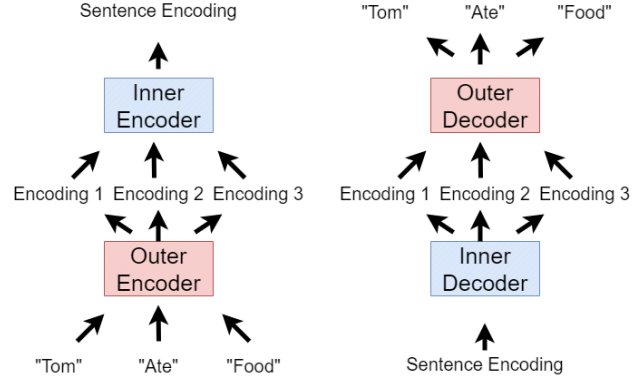 Sentence Encoding
Inner
Encoder
Encoding 1 Encoding 2 Encoding 3
Outer
Encoder
"Tom" "Ate" "Food"
"Tom" "Ate" "Food"
Outer
Decoder
Encoding 1 Encoding 2 Encoding 3
Inner
Decoder
Sentence Encoding